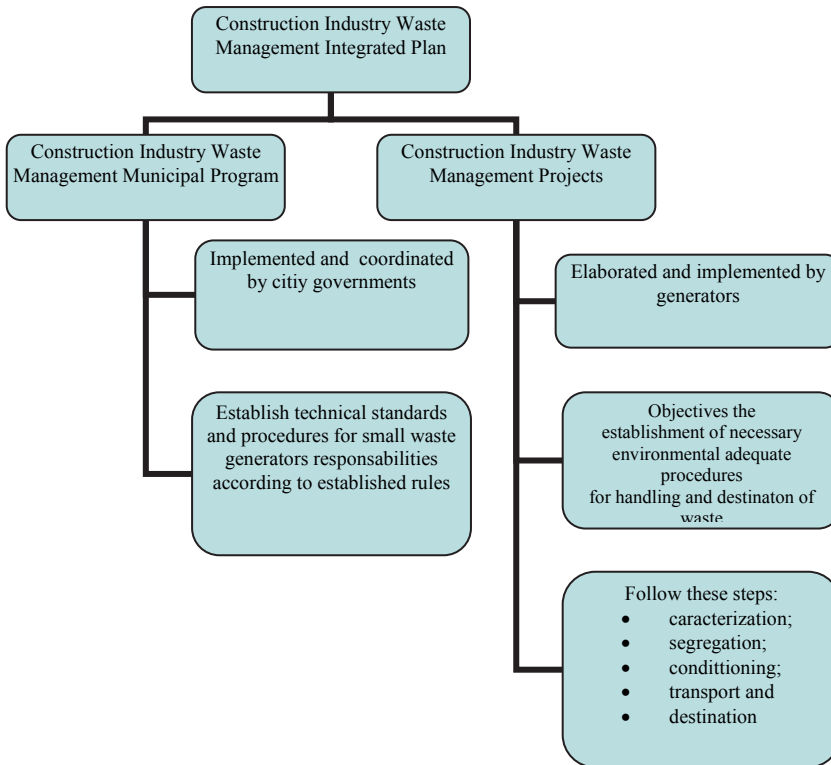 Construction Industry Waste
Management Integrated Plan
Construction Industry Waste
Management Municipal Program
Implemented and coordinated
by citiy governments
Establish technical standards
and procedures for small waste
generators responsabilities
according to established rules
Construction Industry Waste
Management Projects
Elaborated and implemented by
generators
Objectives the
establishment of necessary
environmental adequate
procedures
for handling and destinaton of
waste
Follow these steps:
• caracterization;
• segregation;
• condittioning;
• transport and
• destination